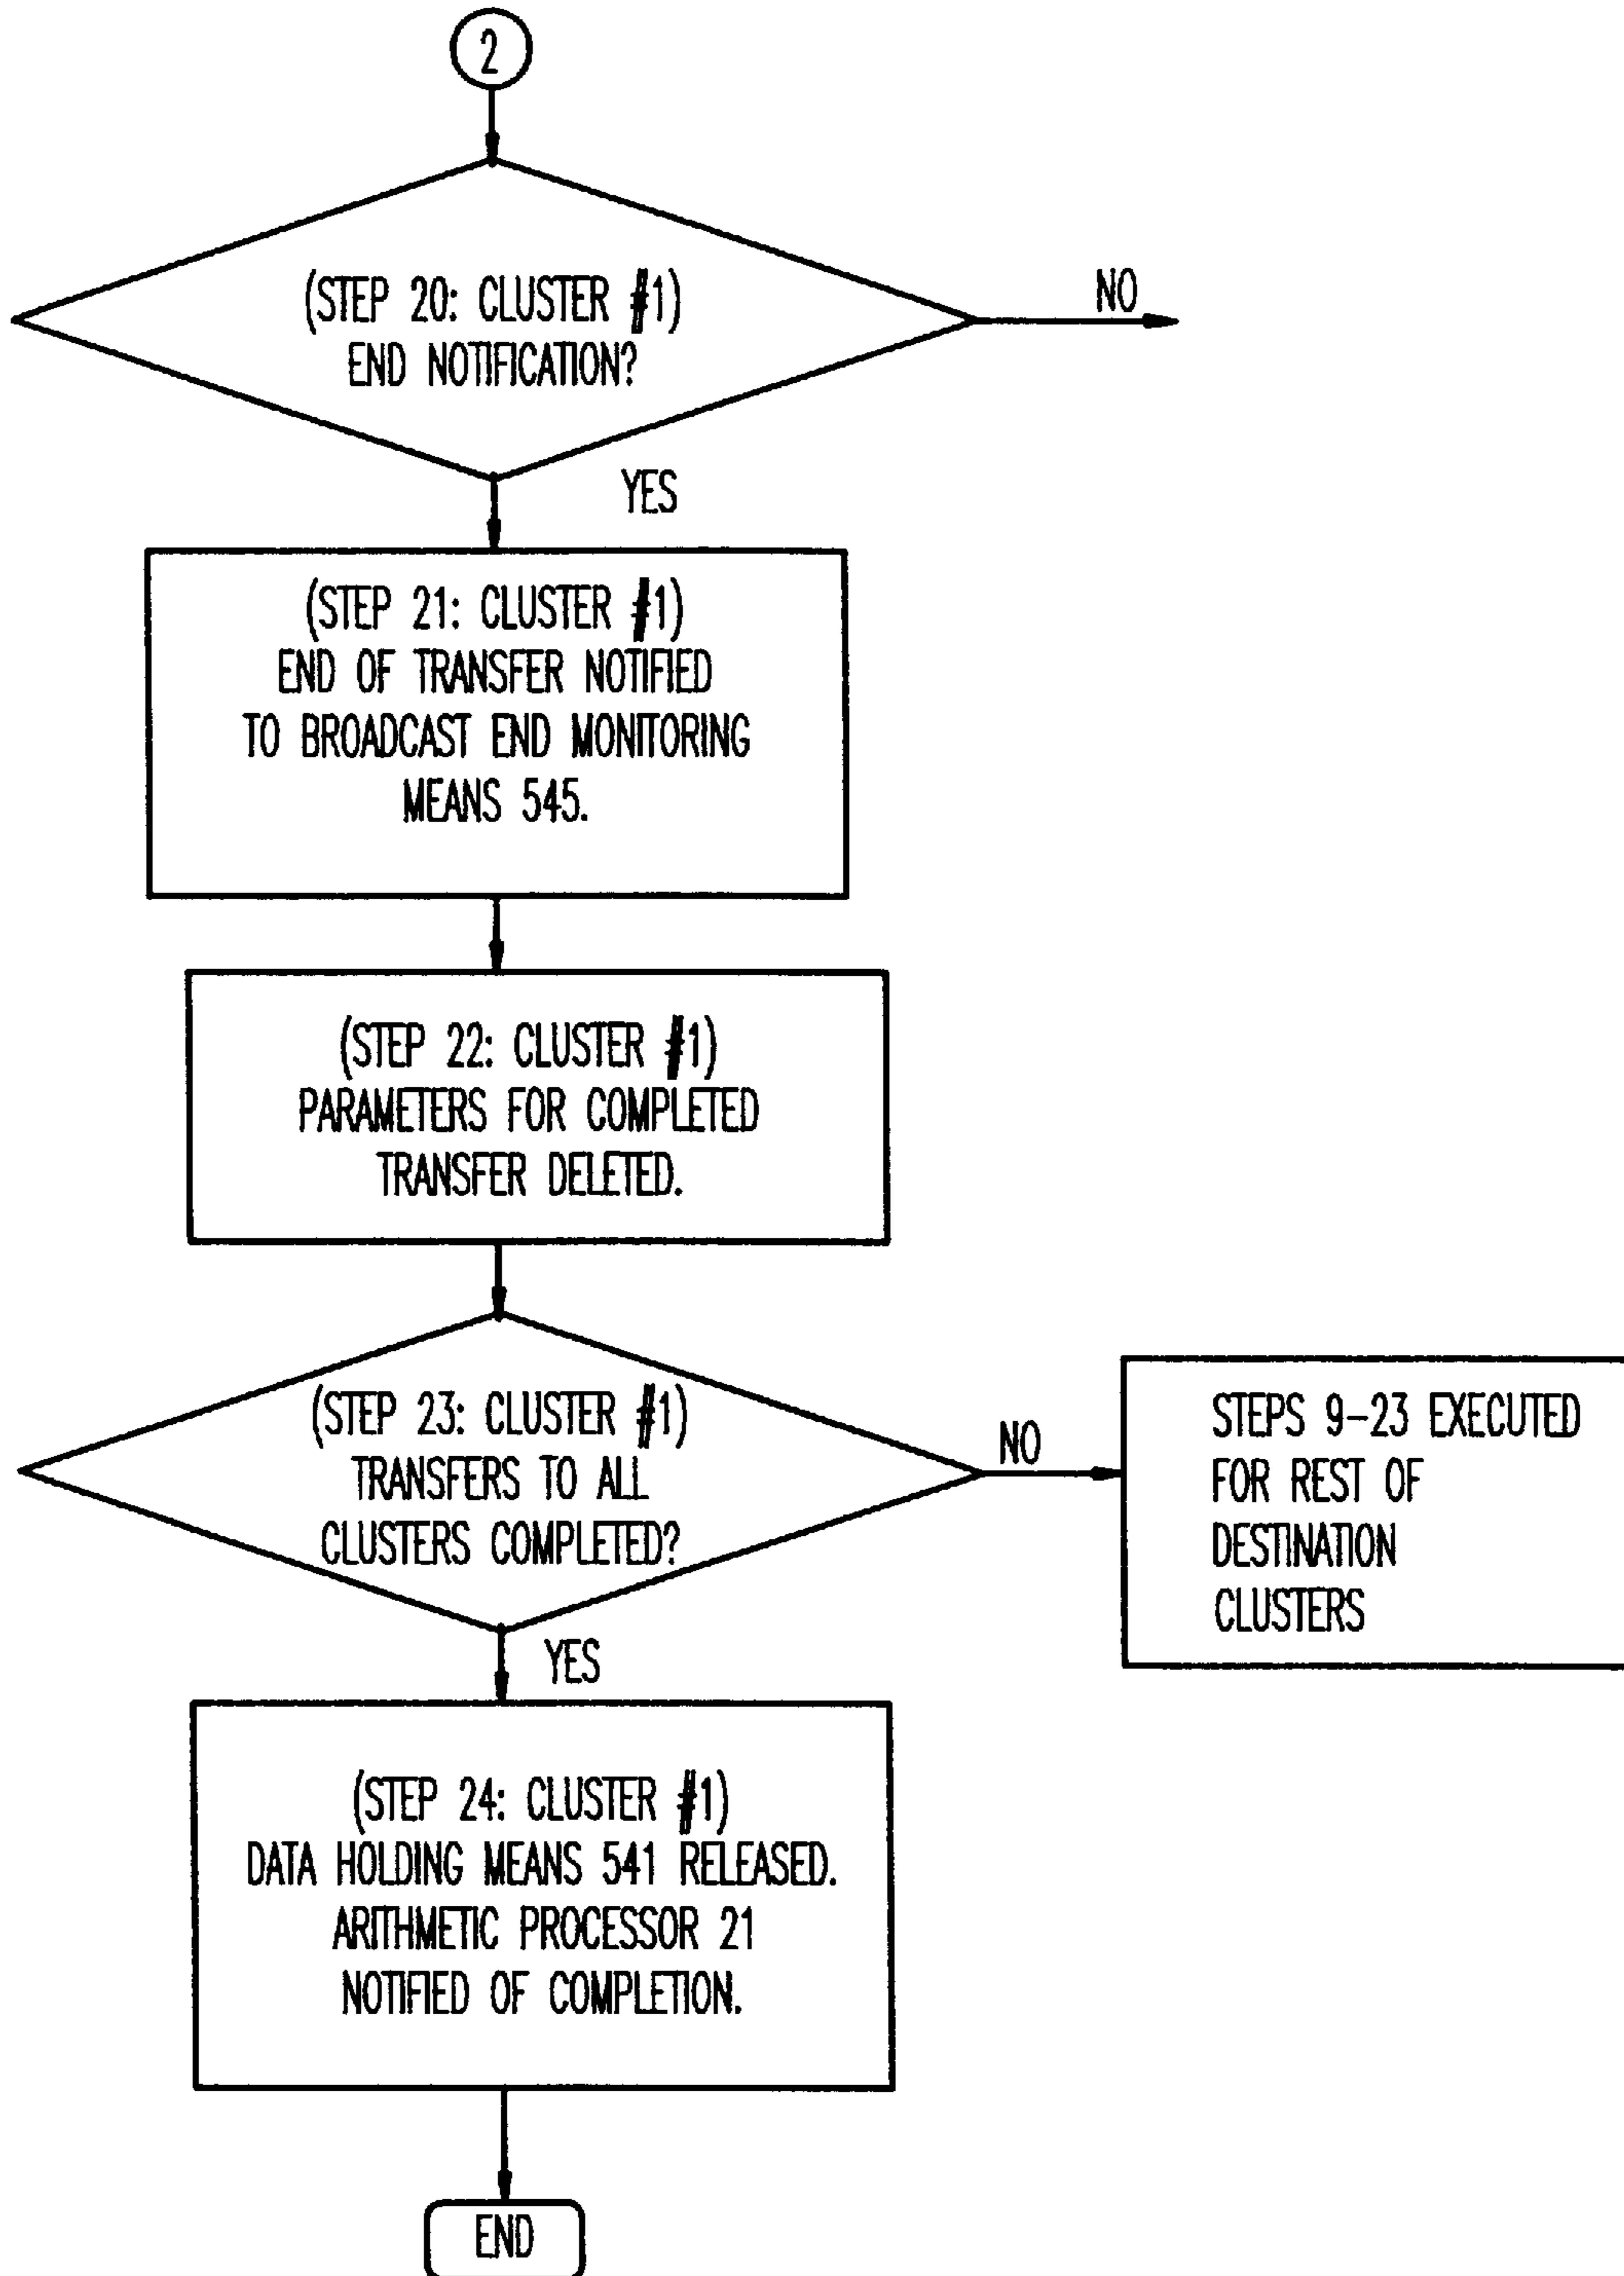 2
(STEP 20: CLUSTER #1)
END NOTIFICATION?
NO
YES
(STEP 21: CLUSTER #1)
END OF TRANSFER NOTIFIED
TO BROADCAST END MONITORING
MEANS 545.
(STEP 22: CLUSTER #1)
PARAMETERS FOR COMPLETED
TRANSFER DELETED.
(STEP 23: CLUSTER #1)
TRANSFERS TO ALL
CLUSTERS COMPLETED?
NO
STEPS 9-23 EXECUTED
FOR REST OF
DESTINATION
CLUSTERS
YES
(STEP 24: CLUSTER #1)
DATA HOLDING MEANS 541 RELEASED.
ARITHMETIC PROCESSOR 21
NOTIFIED OF COMPLETION.
END